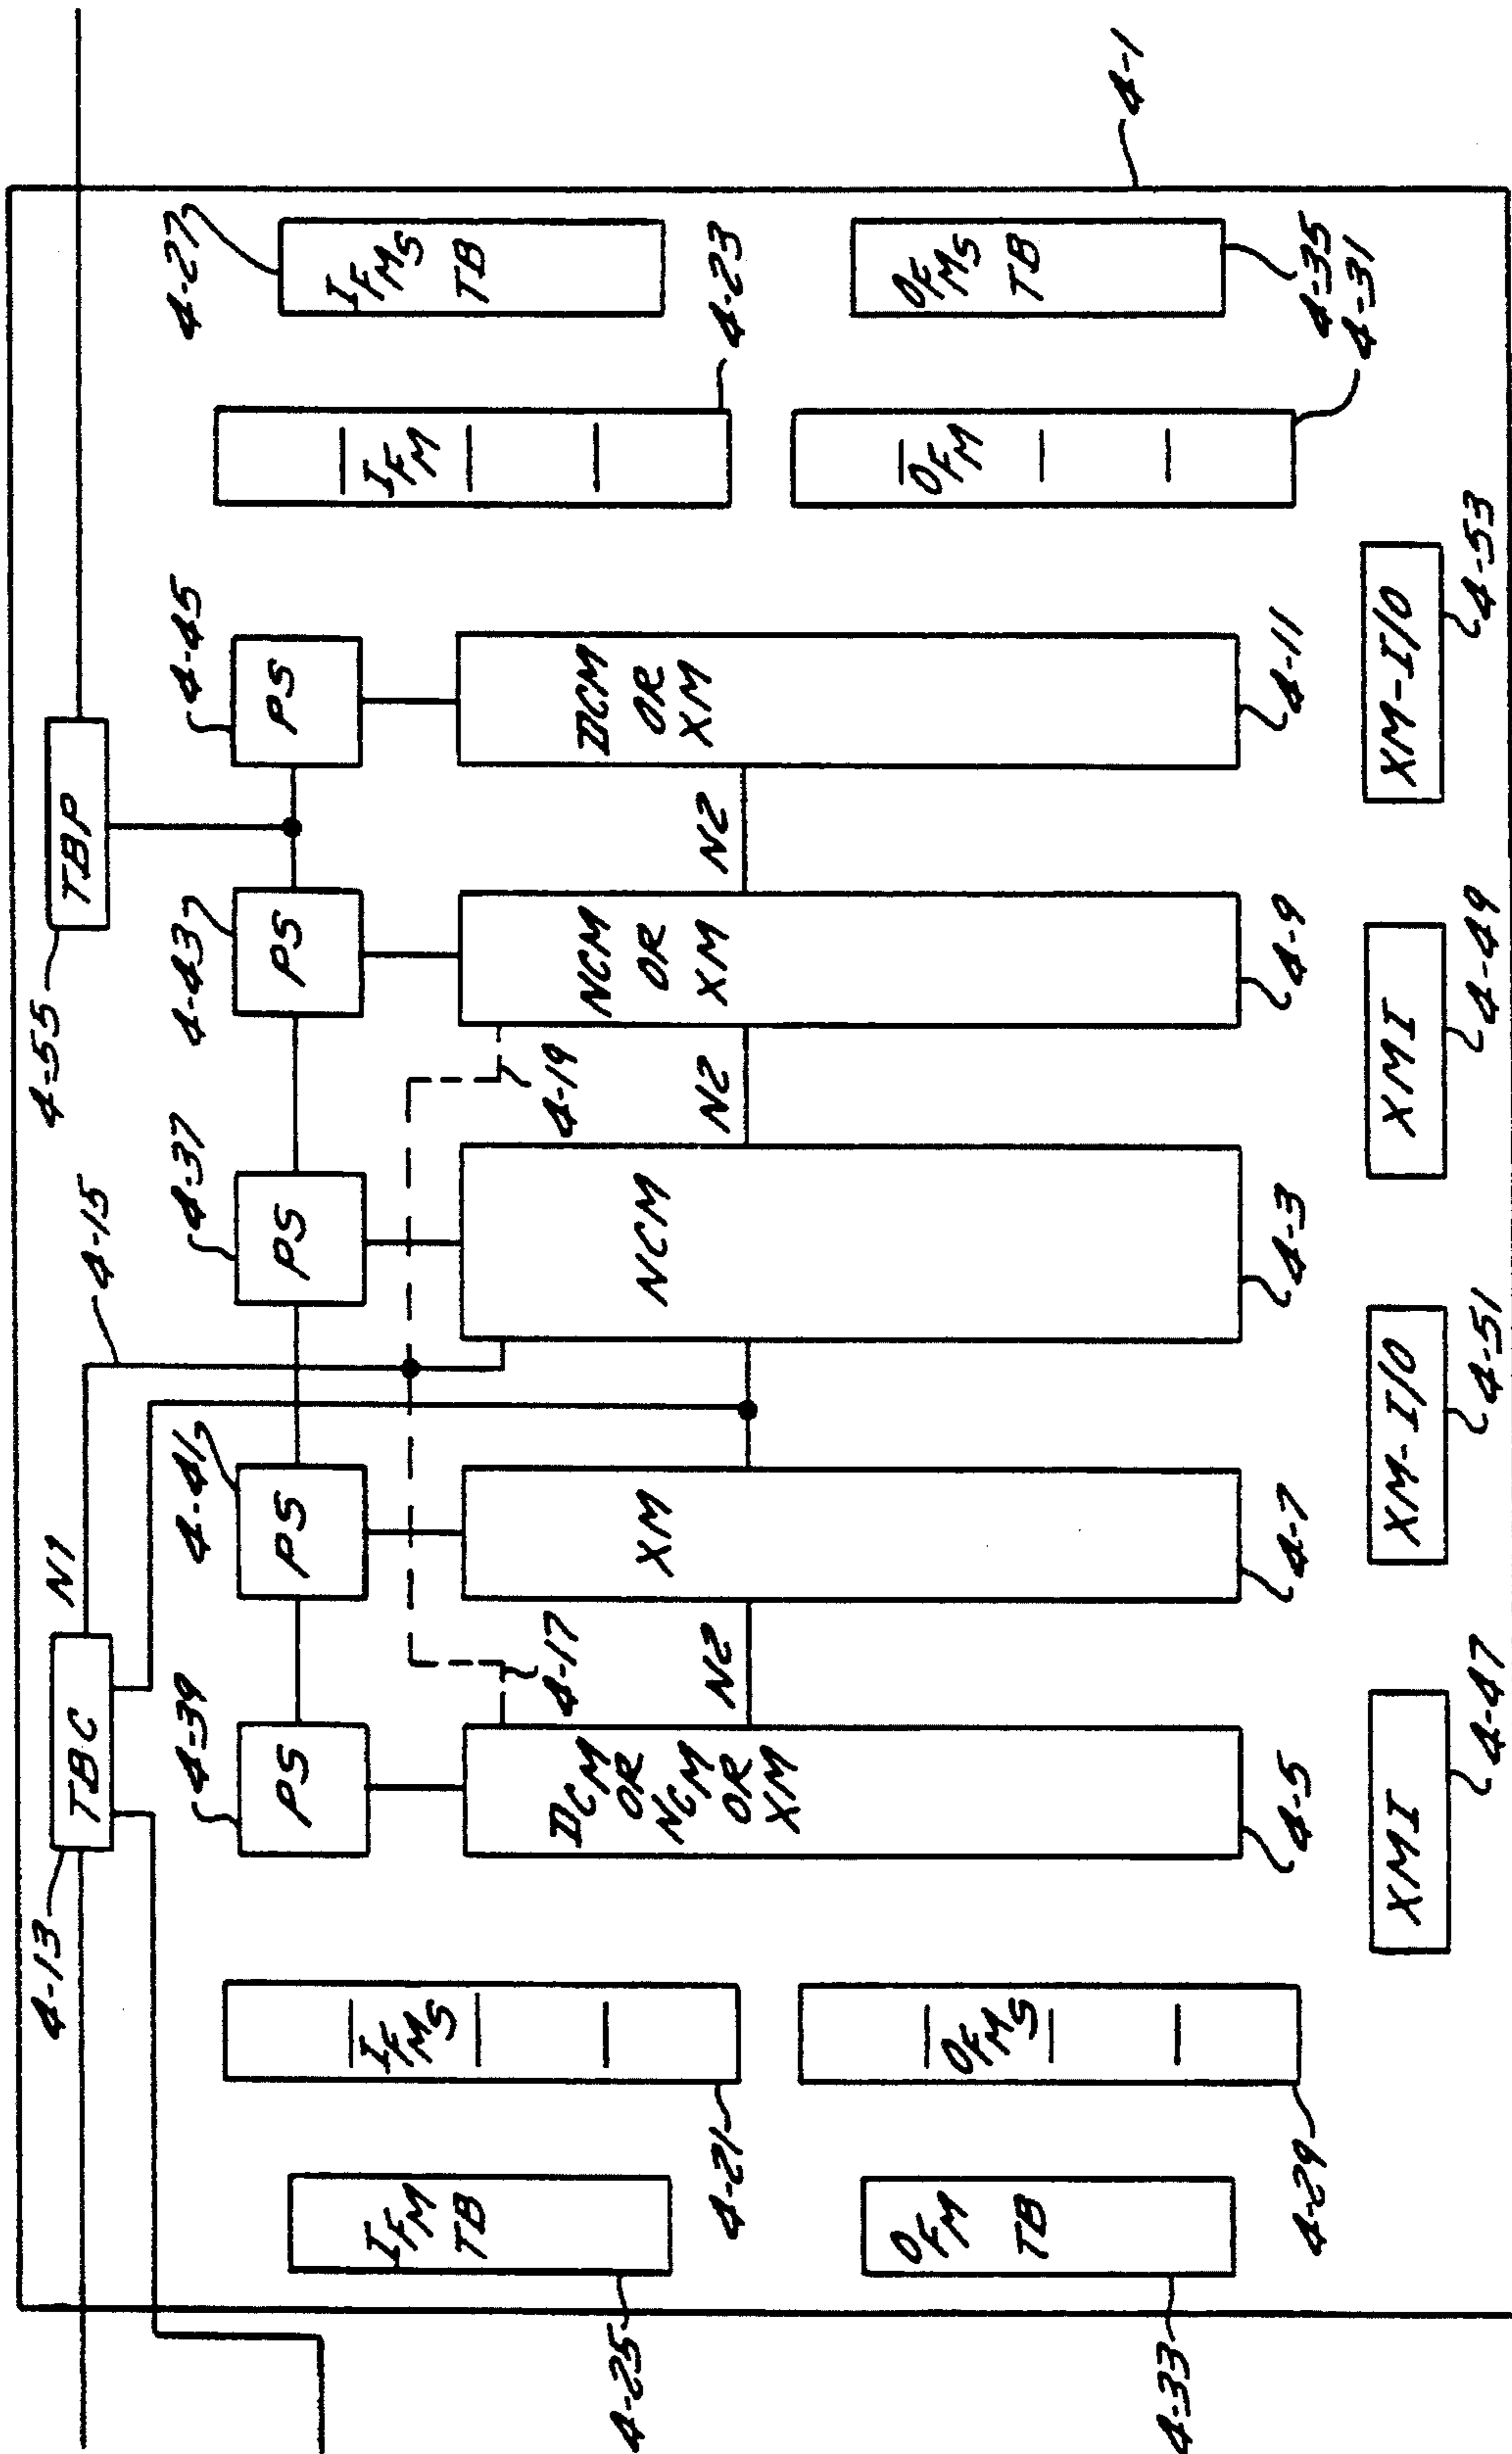 4-13
TBC
N1
4-15
4-55
TBP
4-39
PS
4-41
PS
4-37
PS
4-43
PS
4-45
PS
4-27
IFMS
TB
IFM
4-23
IFMS
4-21
IFM
TB
4-25
4-17
4-19
DCM
OR
NCM
OR
XM
N2
XM
NCM
N2
NCM
OR
XM
N2
DCM
OR
XM
OFM
TB
4-33
OFMS
4-29
4-5
4-7
4-3
4-9
4-11
OFM
4-31
OFMS
TB
4-35
4-1
XMI
4-47
XM-I/O
4-51
XMI
4-49
XM-I/O
4-53